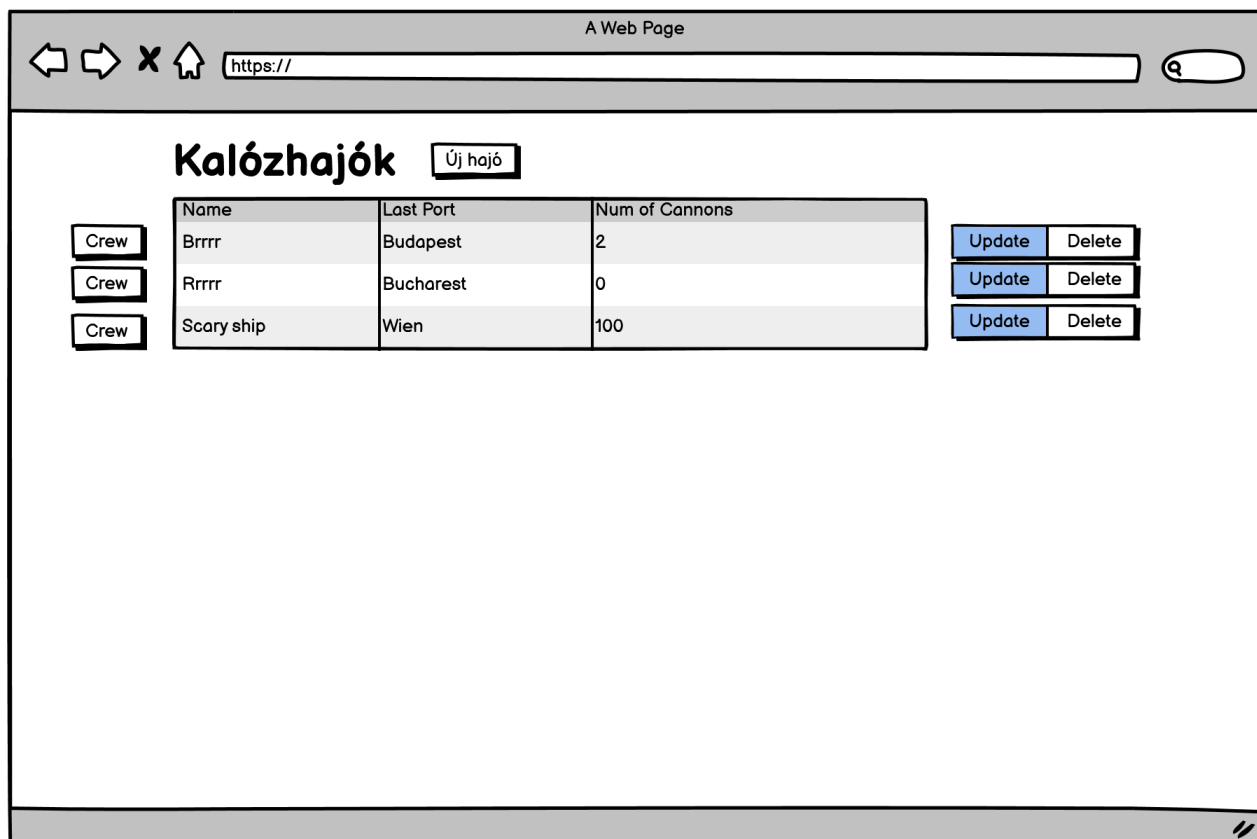 A Web Page
https://
Kalózhajók Új hajó
Name Last Port Num of Cannons
Crew Brrrr Budapest 2 Update Delete
Crew Rrrrr Bucharest 0 Update Delete
Crew Scary ship Wien 100 Update Delete